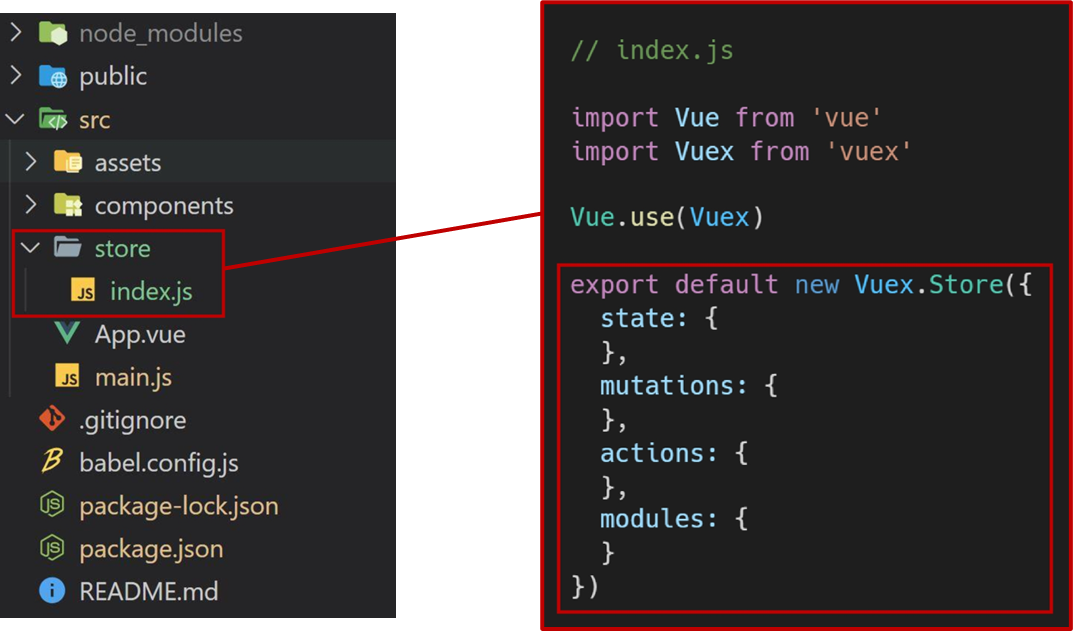 node_modules
public
src
assets
components
store
JS index.js
App.vue
JS main.js
.gitignore
babel.config.js
package-lock.json
package.json
README.md
// index.js
import Vue from 'vue'
import Vuex from 'vuex'
Vue.use(Vuex)
export default new Vuex.Store({
  state: {
  },
  mutations: {
  },
  actions: {
  },
  modules: {
  }
})